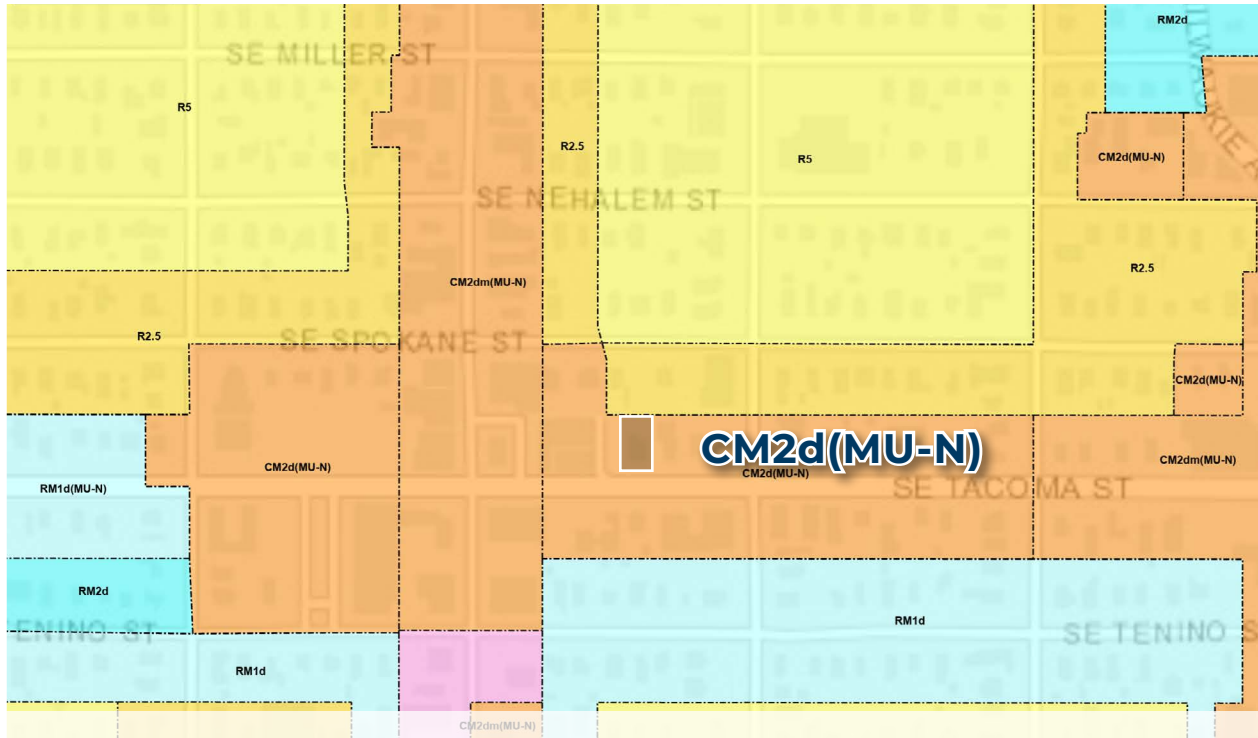 RM2d
SE MILLER ST
R5
R2.5
R5
CM2d(MU-N)
SE NEHALEM ST
R2.5
CM2dm(MU-N)
R2.5
SE SPOKANE ST
CM2d(MU-N)
CM2d(MU-N)
CM2d(MU-N)
CM2d(MU-N)
CM2dm(MU-N)
RM1d(MU-N)
SE TACOMA ST
RM2d
RM1d
TENINO ST
SE TENINO S
RM1d
CM2dm(MU-N)